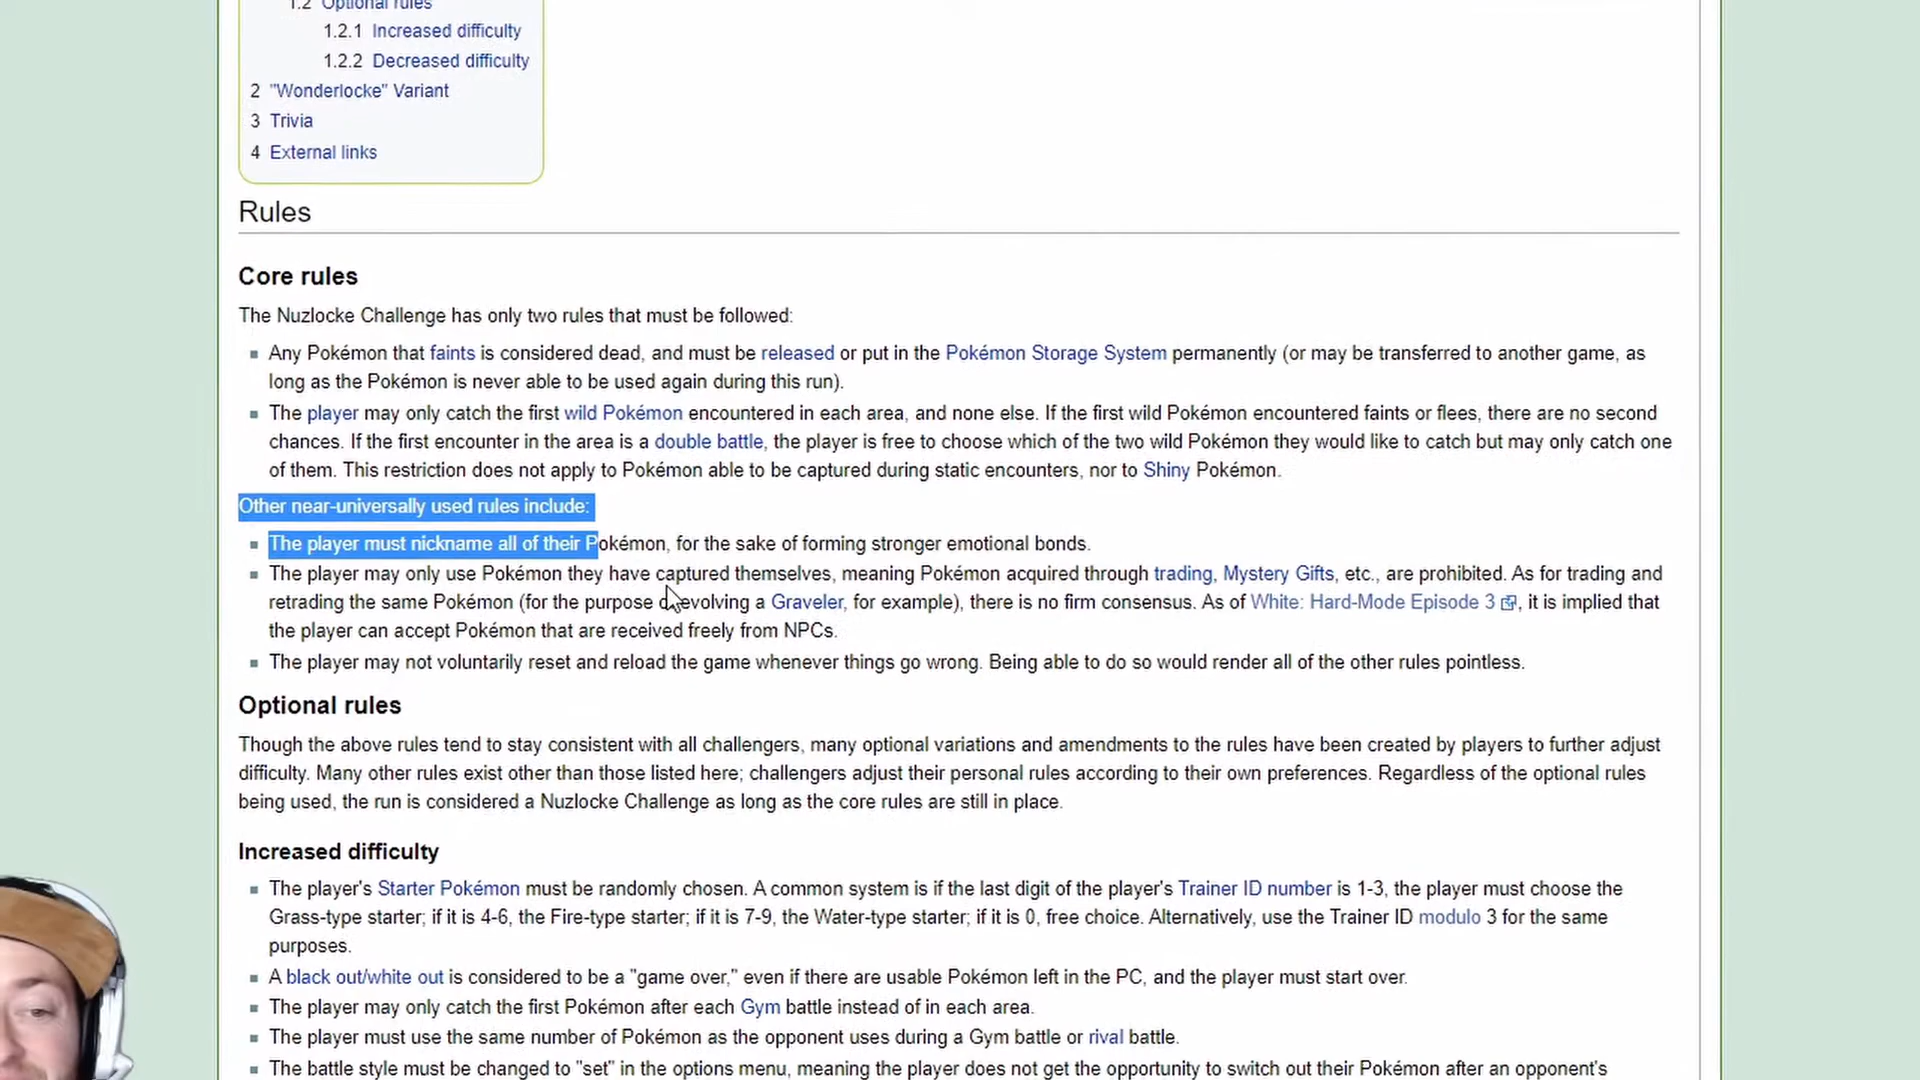 1.2 Optional rules
1.2.1 Increased difficulty
1.2.2 Decreased difficulty
2 "Wonderlocke" Variant
3 Trivia
4 External links
Rules
Core rules
The Nuzlocke Challenge has only two rules that must be followed:
Any Pokémon that faints is considered dead, and must be released or put in the Pokémon Storage System permanently (or may be transferred to another game, as
long as the Pokémon is never able to be used again during this run).
The player may only catch the first wild Pokémon encountered in each area, and none else. If the first wild Pokémon encountered faints or flees, there are no second
chances. If the first encounter in the area is a double battle, the player is free to choose which of the two wild Pokémon they would like to catch but may only catch one
of them. This restriction does not apply to Pokémon able to be captured during static encounters, nor to Shiny Pokémon.
Other near-universally used rules include:
The player must nickname all of their Pokémon, for the sake of forming stronger emotional bonds.
The player may only use Pokémon they have captured themselves, meaning Pokémon acquired through trading, Mystery Gifts, etc., are prohibited. As for trading and
retrading the same Pokémon (for the purpose of evolving a Graveler, for example), there is no firm consensus. As of White: Hard-Mode Episode 3, it is implied that
the player can accept Pokémon that are received freely from NPCs.
The player may not voluntarily reset and reload the game whenever things go wrong. Being able to do so would render all of the other rules pointless.
Optional rules
Though the above rules tend to stay consistent with all challengers, many optional variations and amendments to the rules have been created by players to further adjust
difficulty. Many other rules exist other than those listed here; challengers adjust their personal rules according to their own preferences. Regardless of the optional rules
being used, the run is considered a Nuzlocke Challenge as long as the core rules are still in place.
Increased difficulty
The player's Starter Pokémon must be randomly chosen. A common system is if the last digit of the player's Trainer ID number is 1-3, the player must choose the
Grass-type starter; if it is 4-6, the Fire-type starter; if it is 7-9, the Water-type starter; if it is 0, free choice. Alternatively, use the Trainer ID modulo 3 for the same
purposes.
A black out/white out is considered to be a "game over," even if there are usable Pokémon left in the PC, and the player must start over.
The player may only catch the first Pokémon after each Gym battle instead of in each area.
The player must use the same number of Pokémon as the opponent uses during a Gym battle or rival battle.
The battle style must be changed to "set" in the options menu, meaning the player does not get the opportunity to switch out their Pokémon after an opponent's